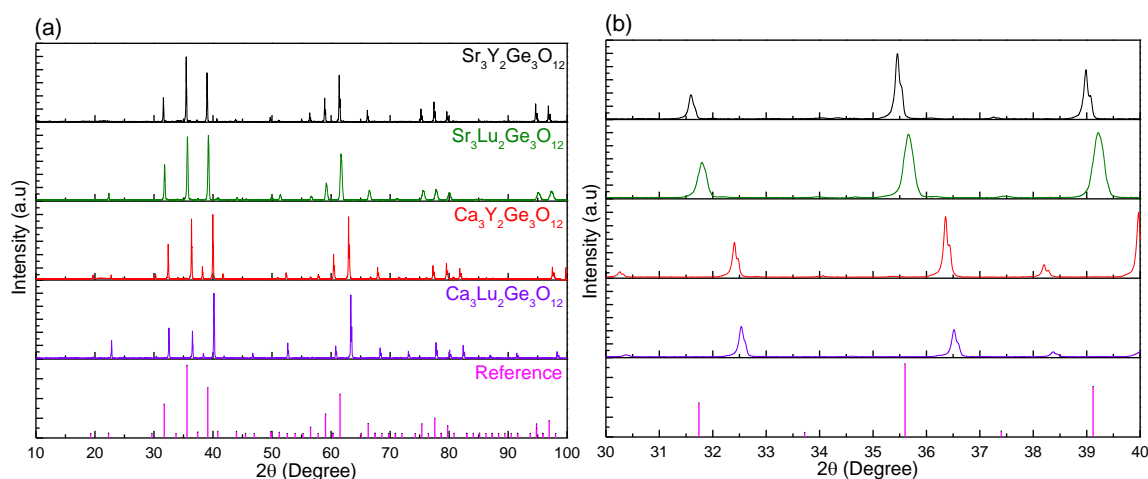 (a)
Sr3Y2Ge3O12
Sr3Lu2Ge3O12
Ca3Y2Ge3O12
Ca3Lu2Ge3O12
Reference
Intensity (a.u)
10 20 30 40 50 60 70 80 90 100
2θ (Degree)
(b)
Intensity (a.u)
30 31 32 33 34 35 36 37 38 39 40
2θ (Degree)